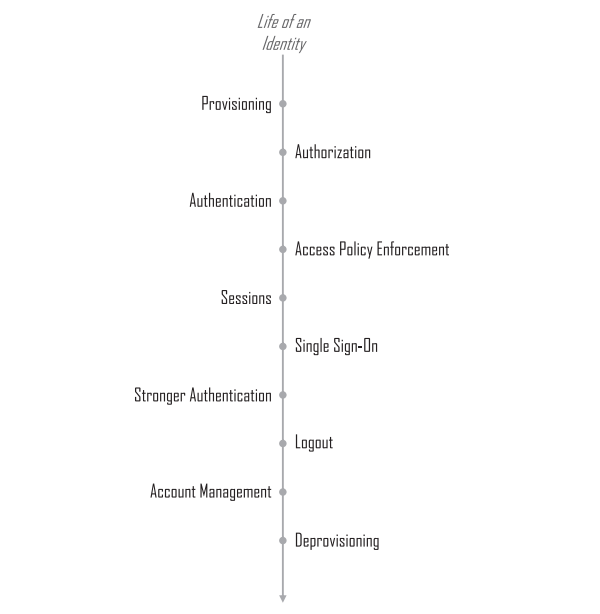 Life of an
Identity
Provisioning
Authorization
Authentication
Access Policy Enforcement
Sessions
Single Sign-On
Stronger Authentication
Logout
Account Management
Deprovisioning